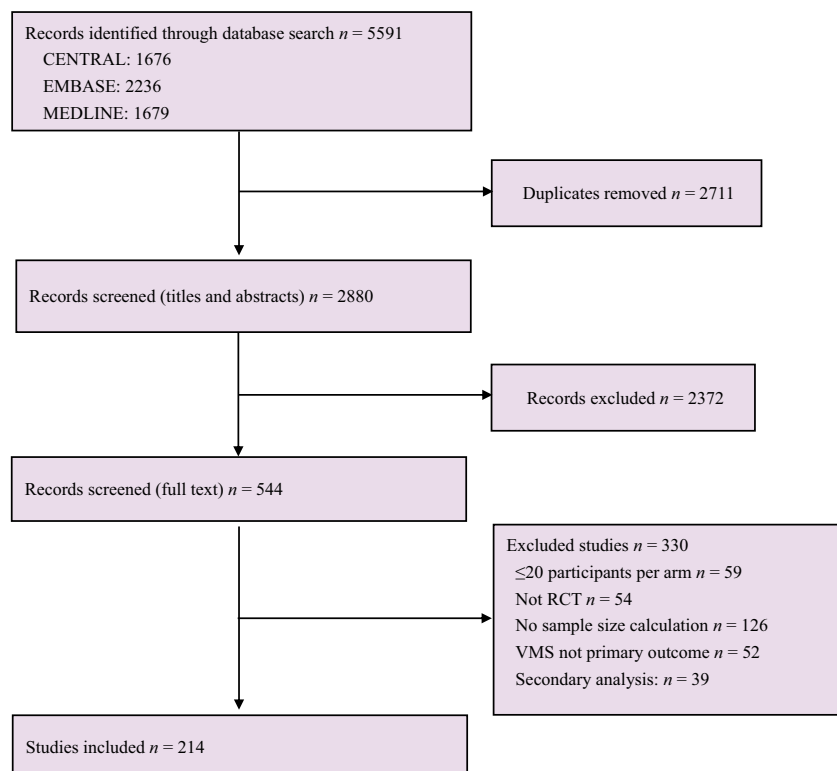 Records identified through database search n = 5591
CENTRAL: 1676
EMBASE: 2236
MEDLINE: 1679
Duplicates removed n = 2711
Records screened (titles and abstracts) n = 2880
Records excluded n = 2372
Records screened (full text) n = 544
Excluded studies n = 330
≤20 participants per arm n = 59
Not RCT n = 54
No sample size calculation n = 126
VMS not primary outcome n = 52
Secondary analysis: n = 39
Studies included n = 214